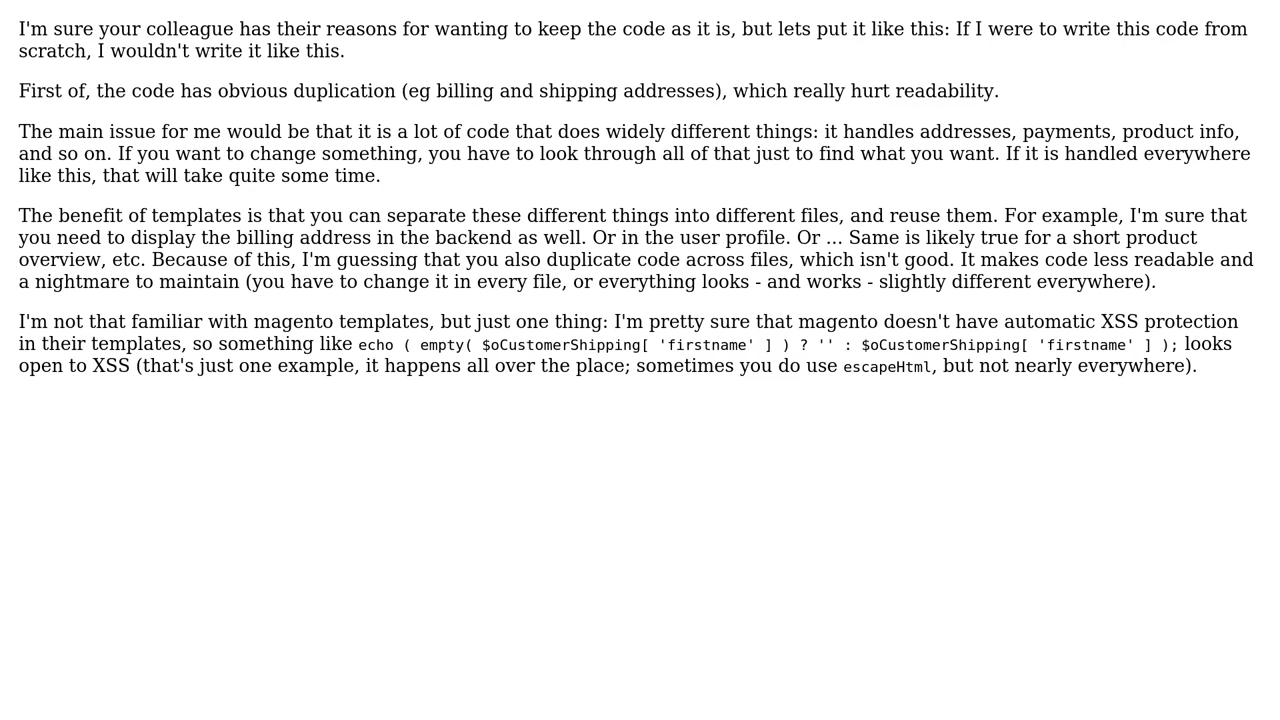 I'm sure your colleague has their reasons for wanting to keep the code as it is, but lets put it like this: If I were to write this code from
scratch, I wouldn't write it like this.
First of, the code has obvious duplication (eg billing and shipping addresses), which really hurt readability.
The main issue for me would be that it is a lot of code that does widely different things: it handles addresses, payments, product info,
and so on. If you want to change something, you have to look through all of that just to find what you want. If it is handled everywhere
like this, that will take quite some time.
The benefit of templates is that you can separate these different things into different files, and reuse them. For example, I'm sure that
you need to display the billing address in the backend as well. Or in the user profile. Or ... Same is likely true for a short product
overview, etc. Because of this, I'm guessing that you also duplicate code across files, which isn't good. It makes code less readable and
a nightmare to maintain (you have to change it in every file, or everything looks - and works - slightly different everywhere).
I'm not that familiar with magento templates, but just one thing: I'm pretty sure that magento doesn't have automatic XSS protection
in their templates, so something like echo ( empty( $oCustomerShipping[ 'firstname' ] ) ? '' : $oCustomerShipping[ 'firstname' ] ); looks
open to XSS (that's just one example, it happens all over the place; sometimes you do use escapeHtml, but not nearly everywhere).